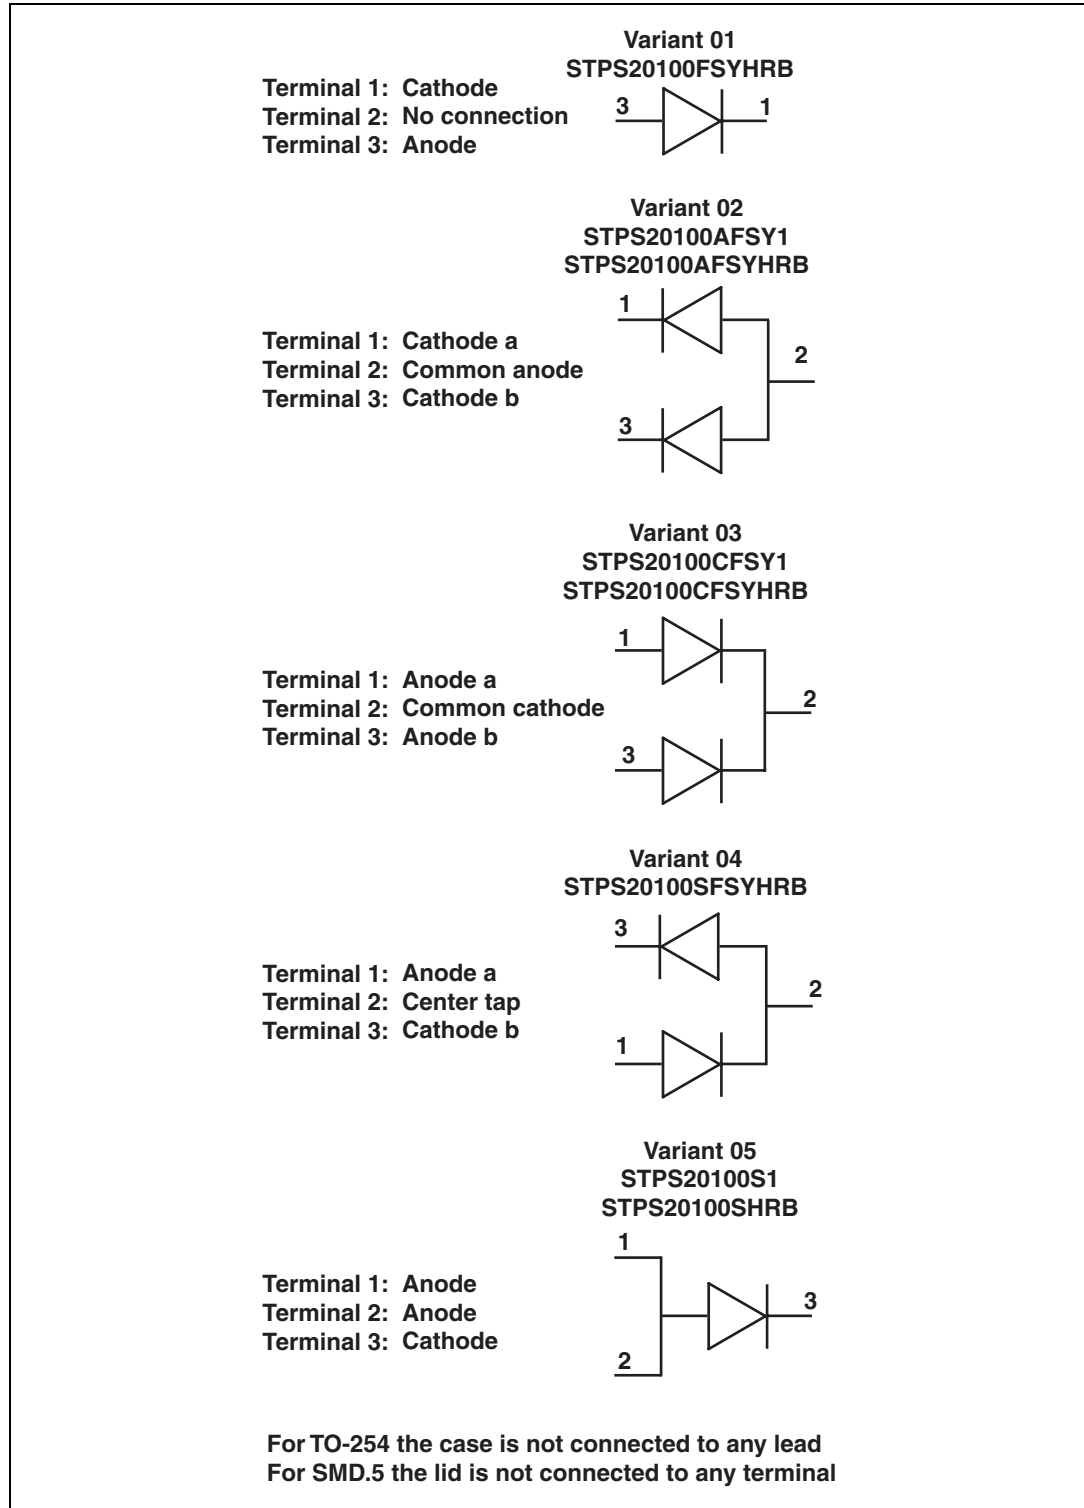 Variant 01
STPS20100FSYHRB
Terminal 1: Cathode
Terminal 2: No connection
Terminal 3: Anode
3
1
Variant 02
STPS20100AFSY1
STPS20100AFSYHRB
Terminal 1: Cathode a
Terminal 2: Common anode
Terminal 3: Cathode b
1
2
3
Variant 03
STPS20100CFSY1
STPS20100CFSYHRB
Terminal 1: Anode a
Terminal 2: Common cathode
Terminal 3: Anode b
1
2
3
Variant 04
STPS20100SFSYHRB
Terminal 1: Anode a
Terminal 2: Center tap
Terminal 3: Cathode b
3
2
1
Variant 05
STPS20100S1
STPS20100SHRB
Terminal 1: Anode
Terminal 2: Anode
Terminal 3: Cathode
1
3
2
For TO-254 the case is not connected to any lead
For SMD.5 the lid is not connected to any terminal